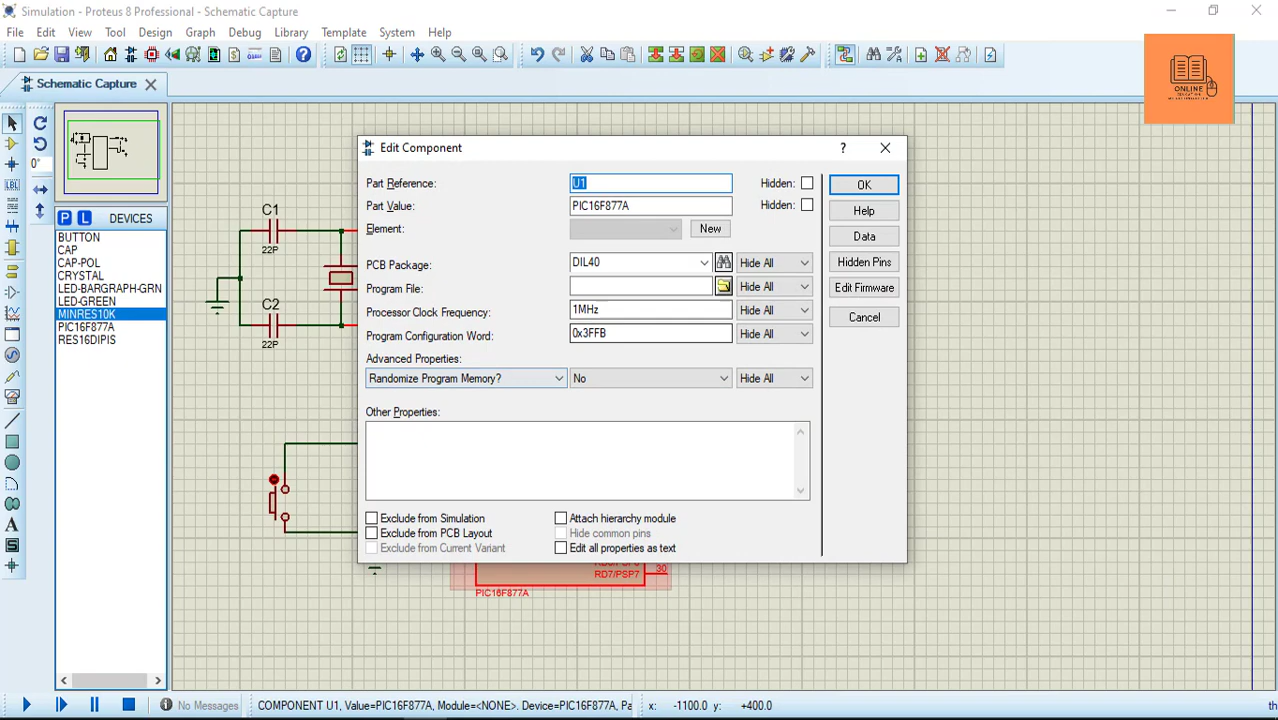 Simulation - Proteus 8 Professional - Schematic Capture
File Edit View Tool Design Graph Debug Library Template System Help
Schematic Capture
ONLINE
EDUCATION
0°
P L DEVICES
BUTTON
CAP
CAP-POL
CRYSTAL
LED-BARGRAPH-GRN
LED-GREEN
MINRES10K
PIC16F877A
RES16DIPIS
LBL
C1
22P
C2
22P
Edit Component
Part Reference: U1 Hidden: OK
Part Value: PIC16F877A Hidden: Help
Element: New Data
PCB Package: DIL40 Hide All Hidden Pins
Program File: Hide All Edit Firmware
Processor Clock Frequency: 1MHz Hide All Cancel
Program Configuration Word: 0x3FFB Hide All
Advanced Properties:
Randomize Program Memory? No Hide All
Other Properties:
Exclude from Simulation Attach hierarchy module
Exclude from PCB Layout Hide common pins
Exclude from Current Variant Edit all properties as text
RD7/PSP7 30
PIC16F877A
No Messages COMPONENT U1, Value=PIC16F877A, Module=<NONE>. Device=PIC16F877A, Pa x: -1100.0 y: +400.0 th